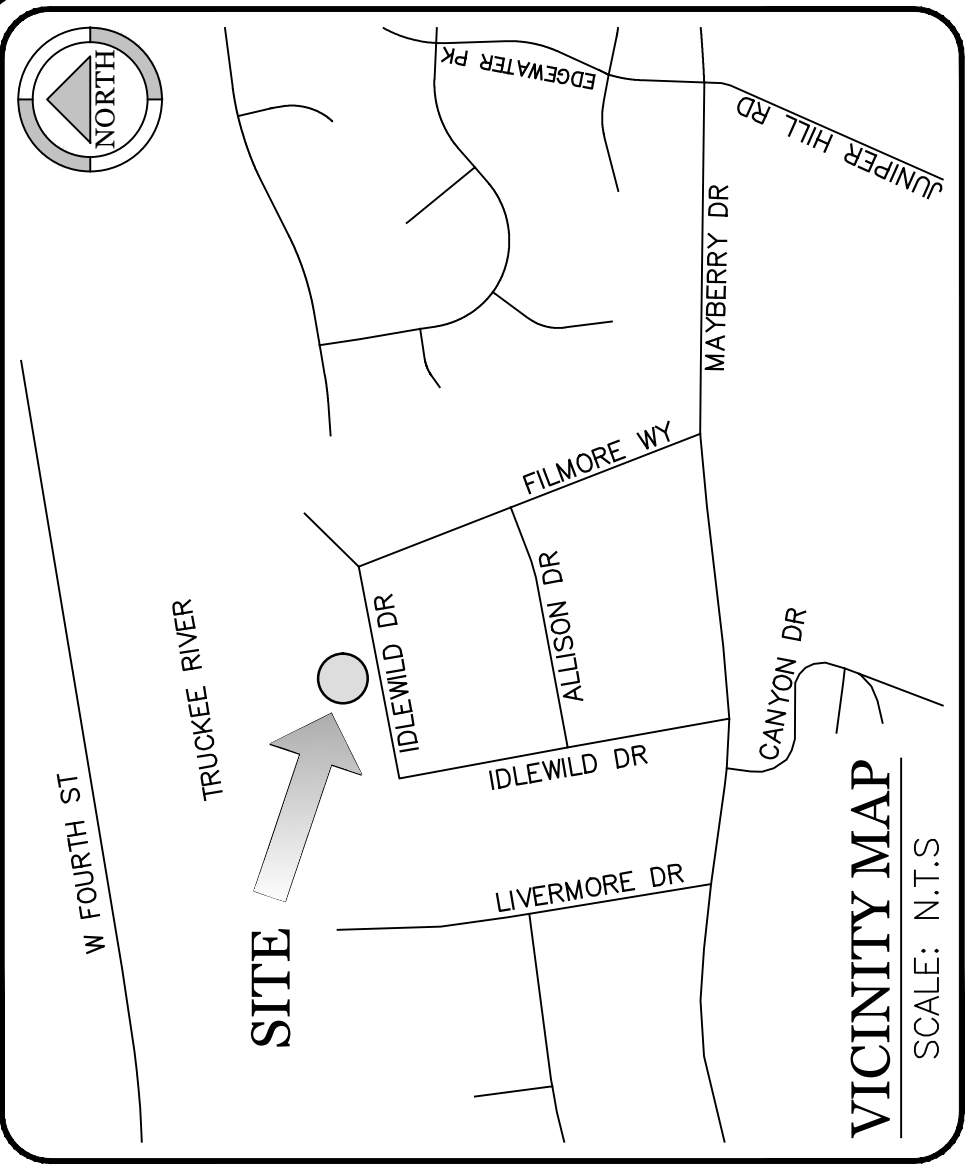 NORTH
W FOURTH ST
TRUCKEE RIVER
SITE
IDLEWILD DR
FILMORE WY
ALLISON DR
IDLEWILD DR
LIVERMORE DR
EDGEWATER PK
MAYBERRY DR
JUNIPER HILL RD
CANYON DR
VICINITY MAP
SCALE: N.T.S